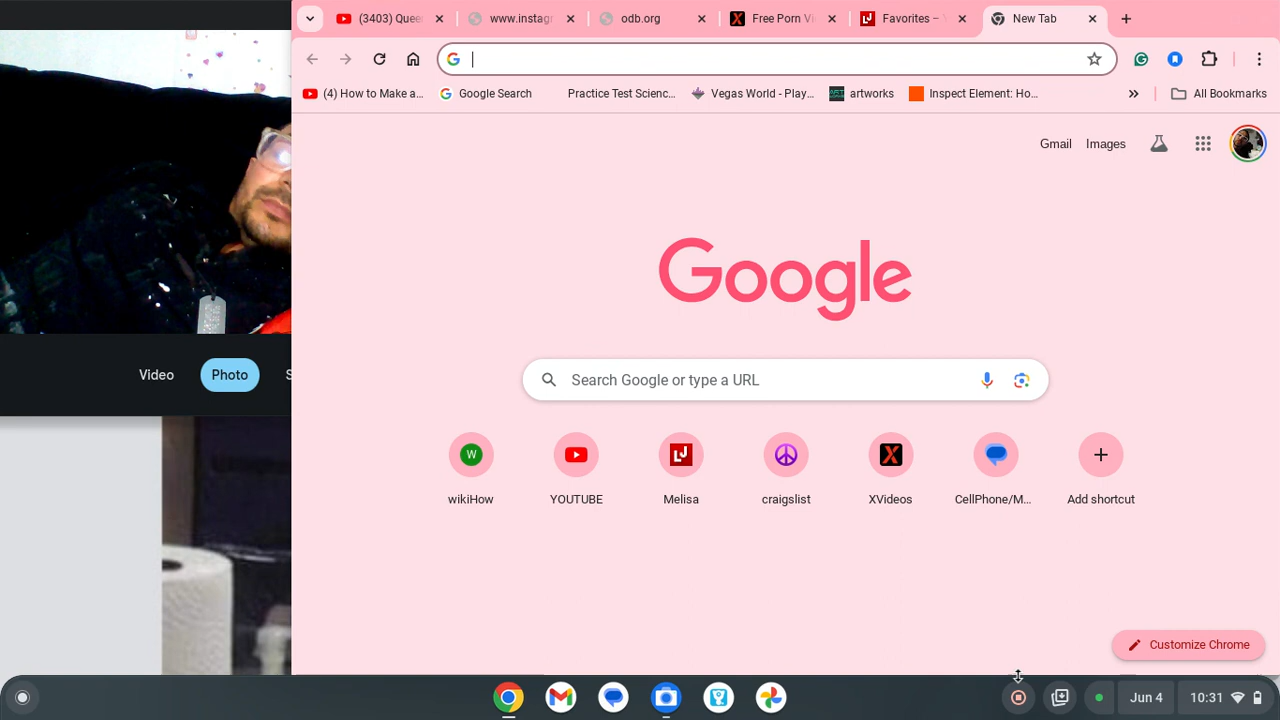 (3403) Quee
www.instagr
odb.org
Free Porn Vi
Favorites –
New Tab
(4) How to Make a...
Google Search
Practice Test Scienc...
Vegas World - Play...
artworks
Inspect Element: Ho...
All Bookmarks
Gmail
Images
Google
Search Google or type a URL
Video
Photo
S
W
wikiHow
YOUTUBE
Melisa
craigslist
XVideos
CellPhone/M...
Add shortcut
Customize Chrome
Jun 4
10:31